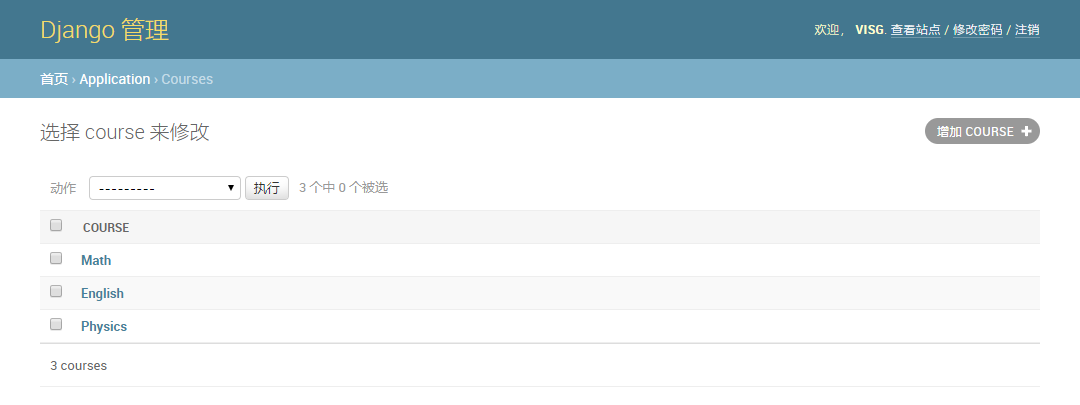 Django 管理
欢迎， VISG. 查看站点 / 修改密码 / 注销
首页 › Application › Courses
选择 course 来修改
增加 COURSE +
动作 --------- 执行 3 个中 0 个被选
COURSE
Math
English
Physics
3 courses